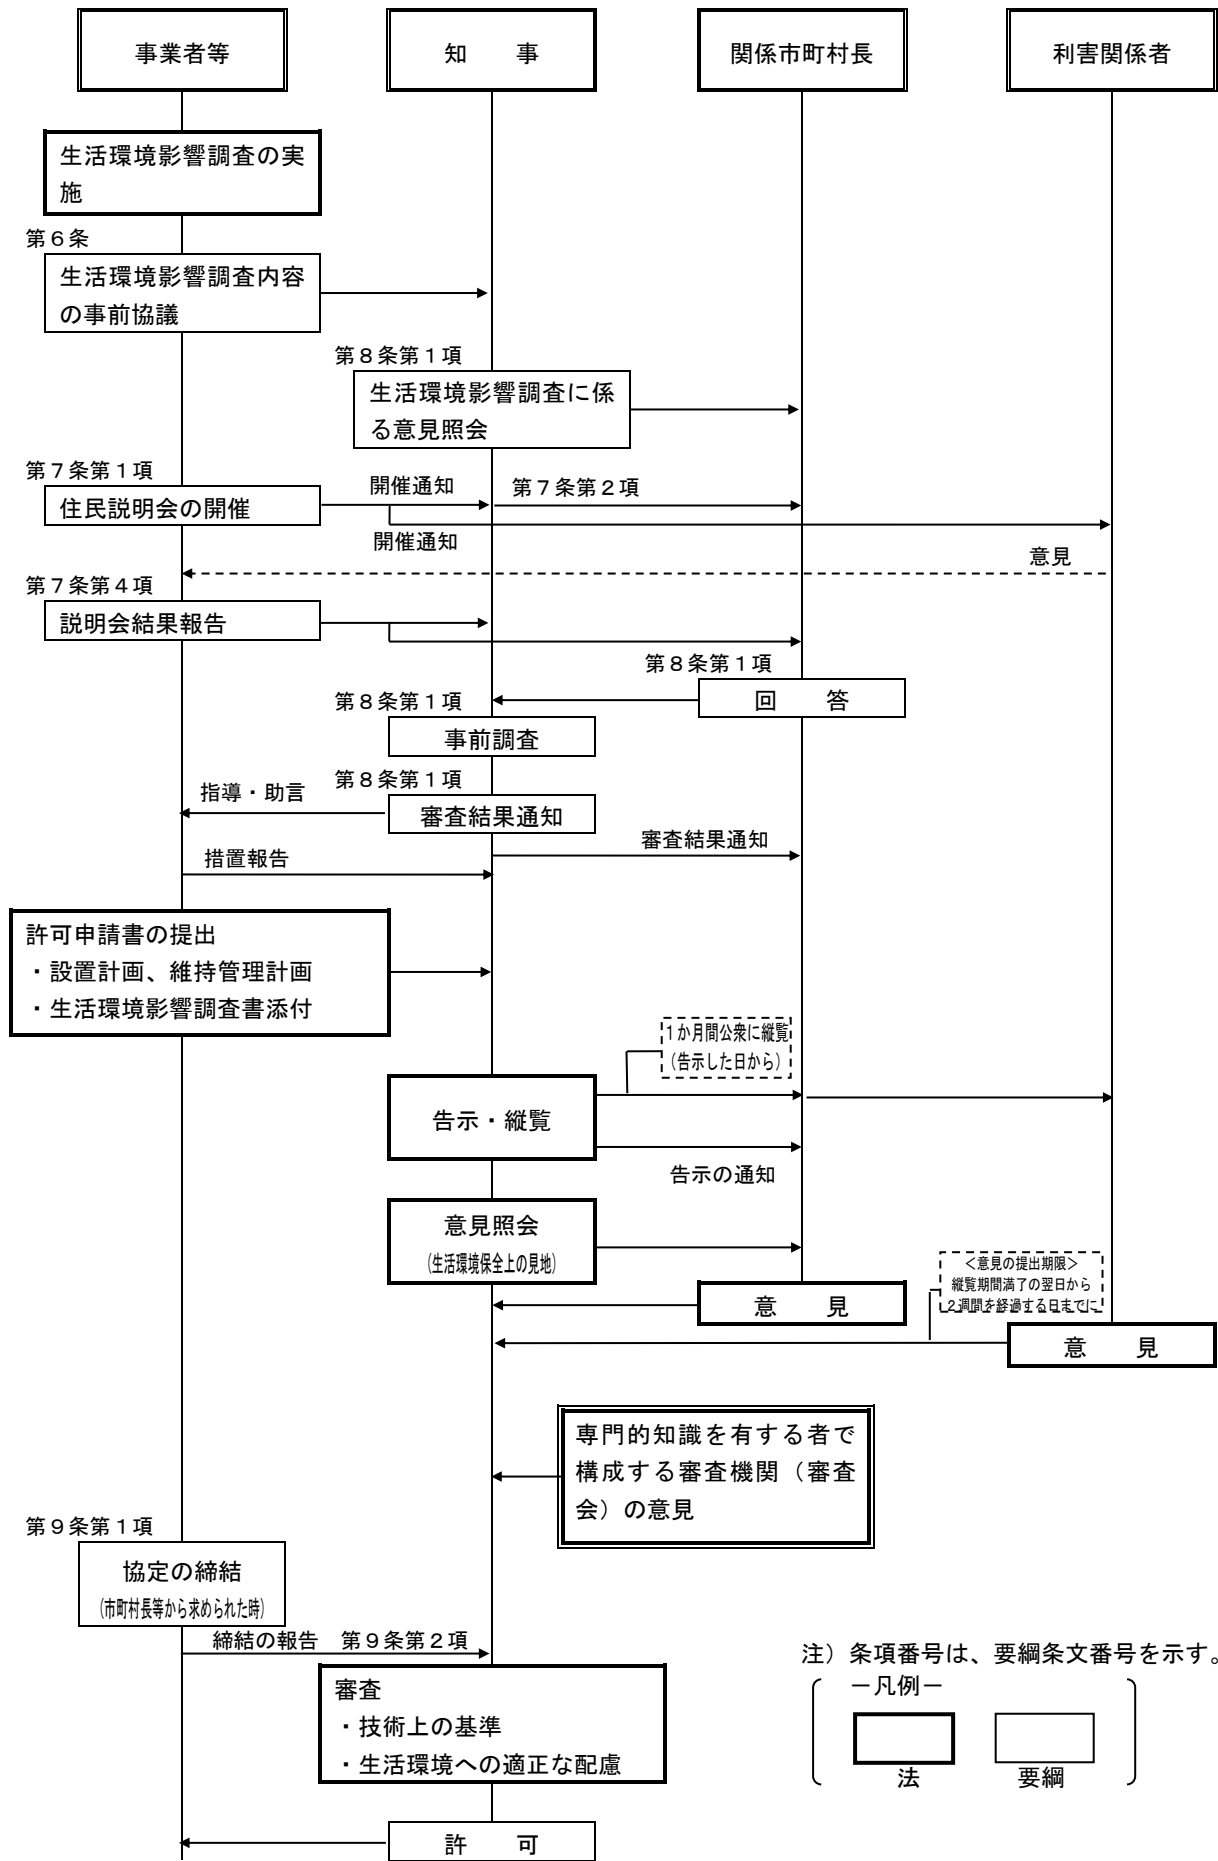 事業者等
知　　事
関係市町村長
利害関係者
生活環境影響調査の実
施
第６条
生活環境影響調査内容
の事前協議
第８条第１項
生活環境影響調査に係
る意見照会
第７条第１項
住民説明会の開催
開催通知
第７条第２項
開催通知
意見
第７条第４項
説明会結果報告
第８条第１項
回　　答
第８条第１項
事前調査
第８条第１項
指導・助言
審査結果通知
審査結果通知
措置報告
許可申請書の提出
・設置計画、維持管理計画
・生活環境影響調査書添付
１か月間公衆に縦覧
（告示した日から）
告示・縦覧
告示の通知
意見照会
（生活環境保全上の見地）
＜意見の提出期限＞
縦覧期間満了の翌日から
２週間を経過する日までに
意　　見
意　　見
専門的知識を有する者で
構成する審査機関（審査
会）の意見
第９条第１項
協定の締結
（市町村長等から求められた時）
締結の報告　第９条第２項
審査
・技術上の基準
・生活環境への適正な配慮
許　　可
注）条項番号は、要綱条文番号を示す。
－凡例－
法
要綱